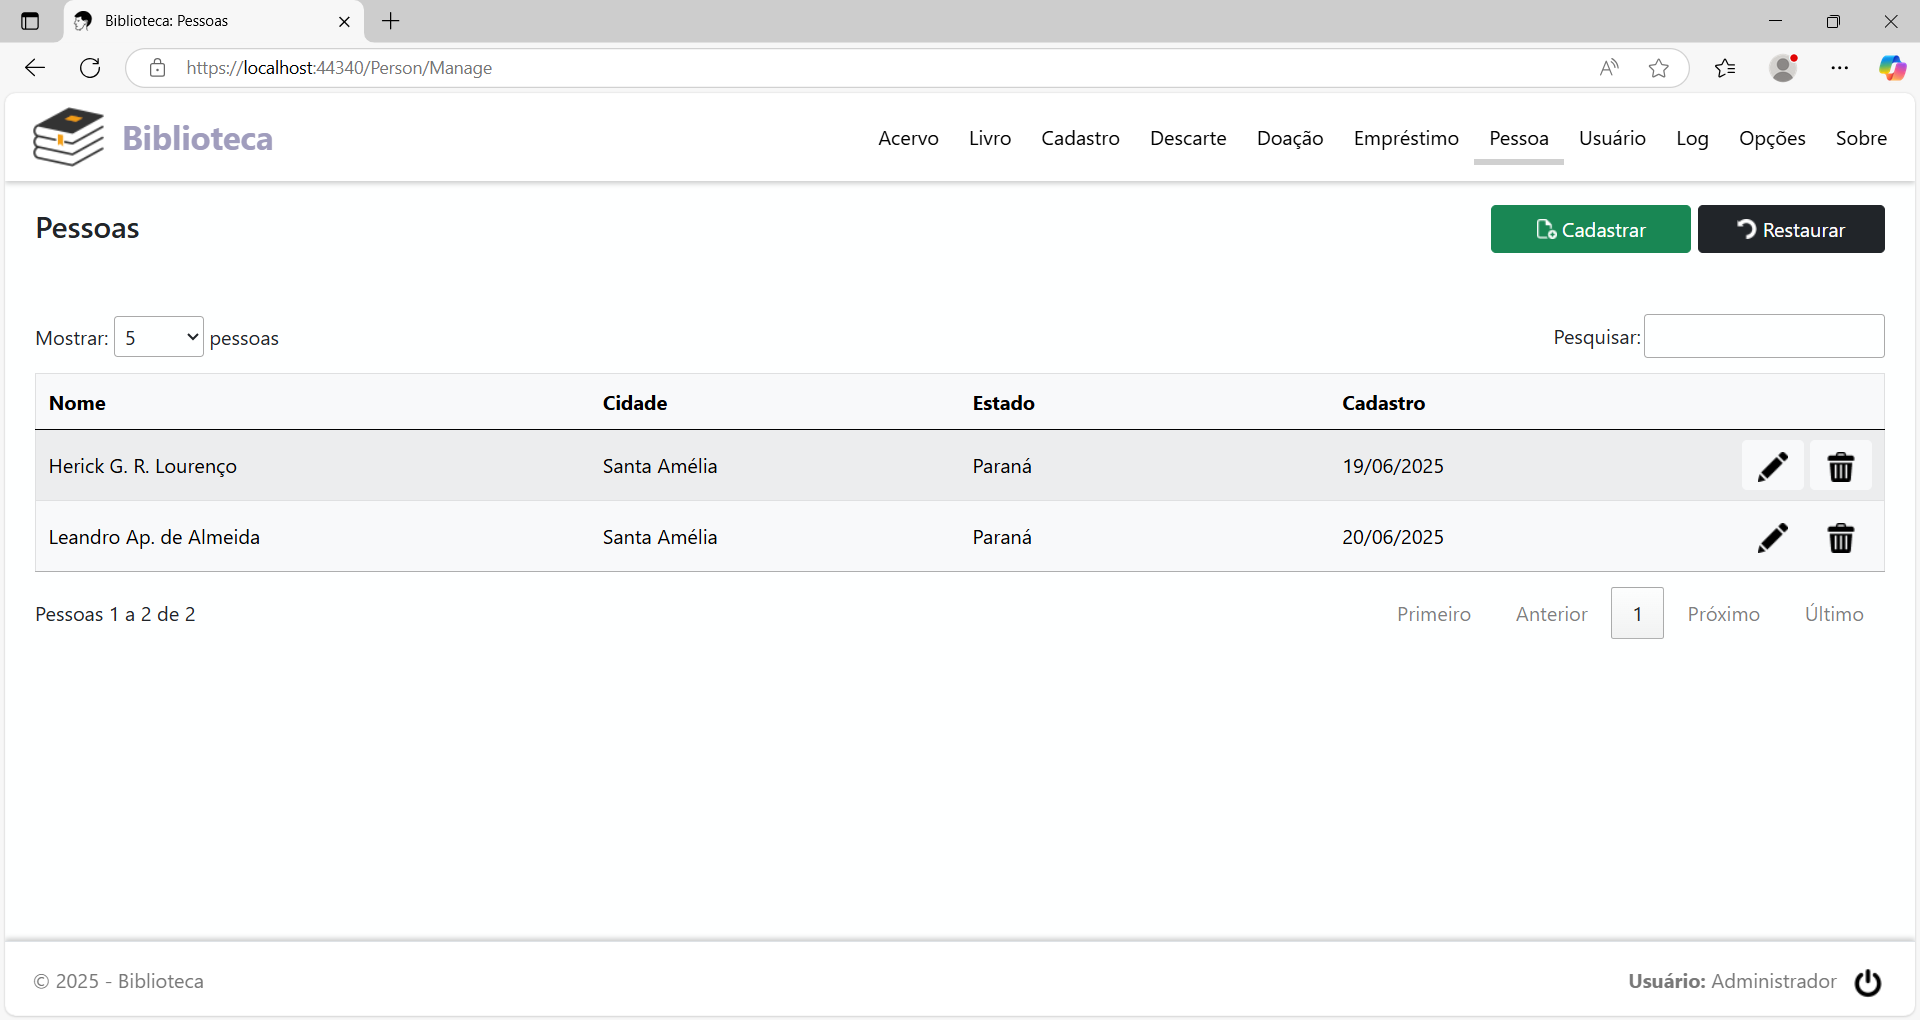 Biblioteca: Pessoas
https://localhost:44340/Person/Manage
Biblioteca
Acervo Livro Cadastro Descarte Doação Empréstimo Pessoa Usuário Log Opções Sobre
Pessoas
Cadastrar Restaurar
Mostrar: 5 pessoas
Pesquisar:
Nome Cidade Estado Cadastro
Herick G. R. Lourenço Santa Amélia Paraná 19/06/2025
Leandro Ap. de Almeida Santa Amélia Paraná 20/06/2025
Pessoas 1 a 2 de 2
Primeiro Anterior 1 Próximo Último
© 2025 - Biblioteca
Usuário: Administrador